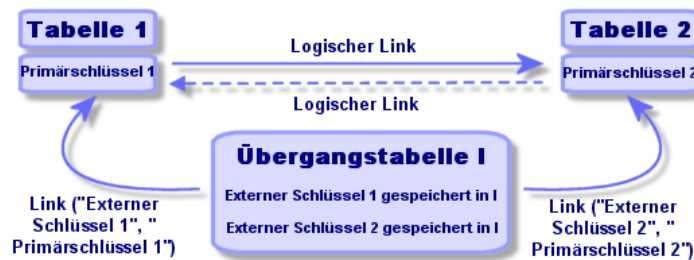 Tabelle 1
Tabelle 2
Logischer Link
Primärschlüssel 1
Primärschlüssel 2
Logischer Link
Übergangstabelle I
Externer Schlüssel 1 gespeichert in I
Externer Schlüssel 2 gespeichert in I
Link ("Externer
Schlüssel 1", "
Primärschlüssel 1")
Link ("Externer
Schlüssel 2", "
Primärschlüssel 2")